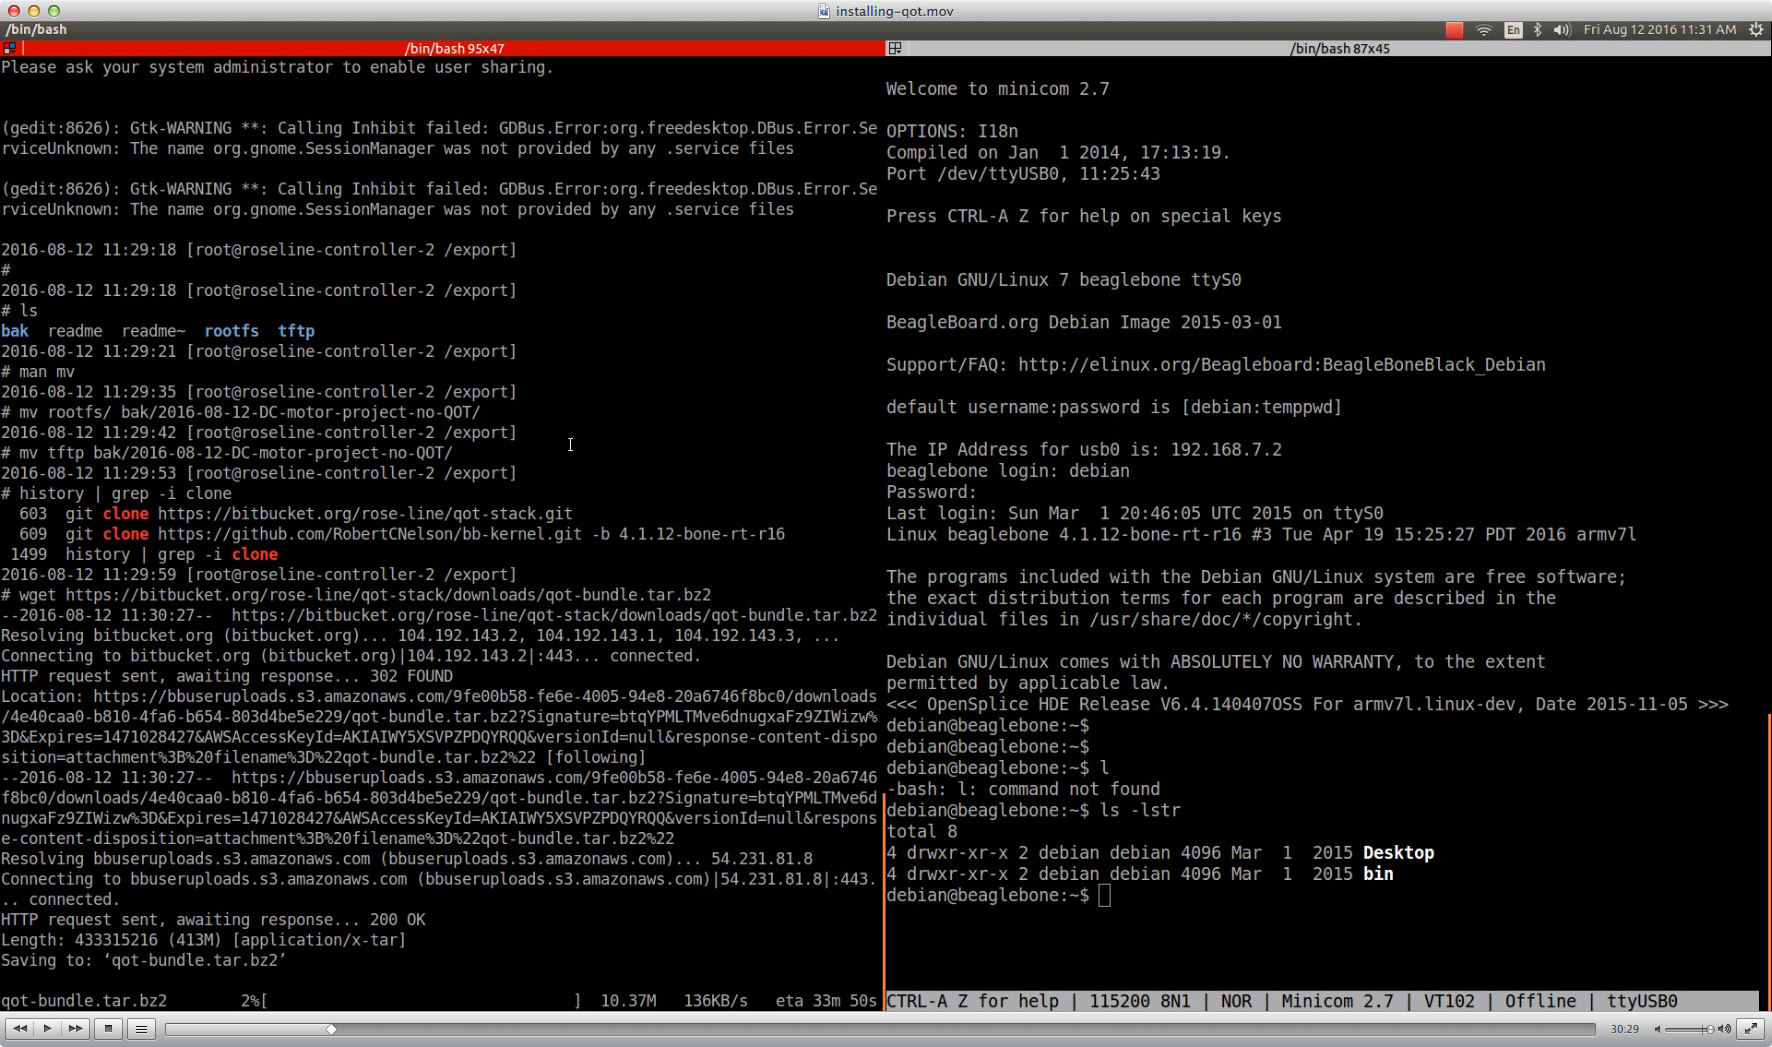 installing-qot.mov
/bin/bash
En
Fri Aug 12 2016 11:31 AM
/bin/bash 95x47
Please ask your system administrator to enable user sharing.
(gedit:8626): Gtk-WARNING **: Calling Inhibit failed: GDBus.Error:org.freedesktop.DBus.Error.Se
rviceUnknown: The name org.gnome.SessionManager was not provided by any .service files
(gedit:8626): Gtk-WARNING **: Calling Inhibit failed: GDBus.Error:org.freedesktop.DBus.Error.Se
rviceUnknown: The name org.gnome.SessionManager was not provided by any .service files
2016-08-12 11:29:18 [root@roseline-controller-2 /export]
#
2016-08-12 11:29:18 [root@roseline-controller-2 /export]
# ls
bak  readme  readme~  rootfs  tftp
2016-08-12 11:29:21 [root@roseline-controller-2 /export]
# man mv
2016-08-12 11:29:35 [root@roseline-controller-2 /export]
# mv rootfs/ bak/2016-08-12-DC-motor-project-no-QOT/
2016-08-12 11:29:42 [root@roseline-controller-2 /export]
# mv tftp bak/2016-08-12-DC-motor-project-no-QOT/
2016-08-12 11:29:53 [root@roseline-controller-2 /export]
# history | grep -i clone
603  git clone https://bitbucket.org/rose-line/qot-stack.git
609  git clone https://github.com/RobertCNelson/bb-kernel.git -b 4.1.12-bone-rt-r16
1499  history | grep -i clone
2016-08-12 11:29:59 [root@roseline-controller-2 /export]
# wget https://bitbucket.org/rose-line/qot-stack/downloads/qot-bundle.tar.bz2
--2016-08-12 11:30:27--  https://bitbucket.org/rose-line/qot-stack/downloads/qot-bundle.tar.bz2
Resolving bitbucket.org (bitbucket.org)... 104.192.143.2, 104.192.143.1, 104.192.143.3, ...
Connecting to bitbucket.org (bitbucket.org)|104.192.143.2|:443... connected.
HTTP request sent, awaiting response... 302 FOUND
Location: https://bbuseruploads.s3.amazonaws.com/9fe00b58-fe6e-4005-94e8-20a6746f8bc0/downloads
/4e40caa0-b810-4fa6-b654-803d4be5e229/qot-bundle.tar.bz2?Signature=btqYPMLTMve6dnugxaFz9ZIWizw%
3D&Expires=1471028427&AWSAccessKeyId=AKIAIWY5XSVPZPDQYRQQ&versionId=null&response-content-dispo
sition=attachment%3B%20filename%3D%22qot-bundle.tar.bz2%22 [following]
--2016-08-12 11:30:27--  https://bbuseruploads.s3.amazonaws.com/9fe00b58-fe6e-4005-94e8-20a6746
f8bc0/downloads/4e40caa0-b810-4fa6-b654-803d4be5e229/qot-bundle.tar.bz2?Signature=btqYPMLTMve6d
nugxaFz9ZIWizw%3D&Expires=1471028427&AWSAccessKeyId=AKIAIWY5XSVPZPDQYRQQ&versionId=null&respons
e-content-disposition=attachment%3B%20filename%3D%22qot-bundle.tar.bz2%22
Resolving bbuseruploads.s3.amazonaws.com (bbuseruploads.s3.amazonaws.com)... 54.231.81.8
Connecting to bbuseruploads.s3.amazonaws.com (bbuseruploads.s3.amazonaws.com)|54.231.81.8|:443.
.. connected.
HTTP request sent, awaiting response... 200 OK
Length: 433315216 (413M) [application/x-tar]
Saving to: ‘qot-bundle.tar.bz2’
qot-bundle.tar.bz2        2%[                                  ]  10.37M   136KB/s   eta 33m 50s
/bin/bash 87x45
Welcome to minicom 2.7
OPTIONS: I18n
Compiled on Jan  1 2014, 17:13:19.
Port /dev/ttyUSB0, 11:25:43
Press CTRL-A Z for help on special keys
Debian GNU/Linux 7 beaglebone ttyS0
BeagleBoard.org Debian Image 2015-03-01
Support/FAQ: http://elinux.org/Beagleboard:BeagleBoneBlack_Debian
default username:password is [debian:temppwd]
The IP Address for usb0 is: 192.168.7.2
beaglebone login: debian
Password:
Last login: Sun Mar  1 20:46:05 UTC 2015 on ttyS0
Linux beaglebone 4.1.12-bone-rt-r16 #3 Tue Apr 19 15:25:27 PDT 2016 armv7l
The programs included with the Debian GNU/Linux system are free software;
the exact distribution terms for each program are described in the
individual files in /usr/share/doc/*/copyright.
Debian GNU/Linux comes with ABSOLUTELY NO WARRANTY, to the extent
permitted by applicable law.
<<< OpenSplice HDE Release V6.4.140407OSS For armv7l.linux-dev, Date 2015-11-05 >>>
debian@beaglebone:~$
debian@beaglebone:~$
debian@beaglebone:~$ l
-bash: l: command not found
debian@beaglebone:~$ ls -lstr
total 8
4 drwxr-xr-x 2 debian debian 4096 Mar  1  2015 Desktop
4 drwxr-xr-x 2 debian debian 4096 Mar  1  2015 bin
debian@beaglebone:~$
CTRL-A Z for help | 115200 8N1 | NOR | Minicom 2.7 | VT102 | Offline | ttyUSB0
30:29